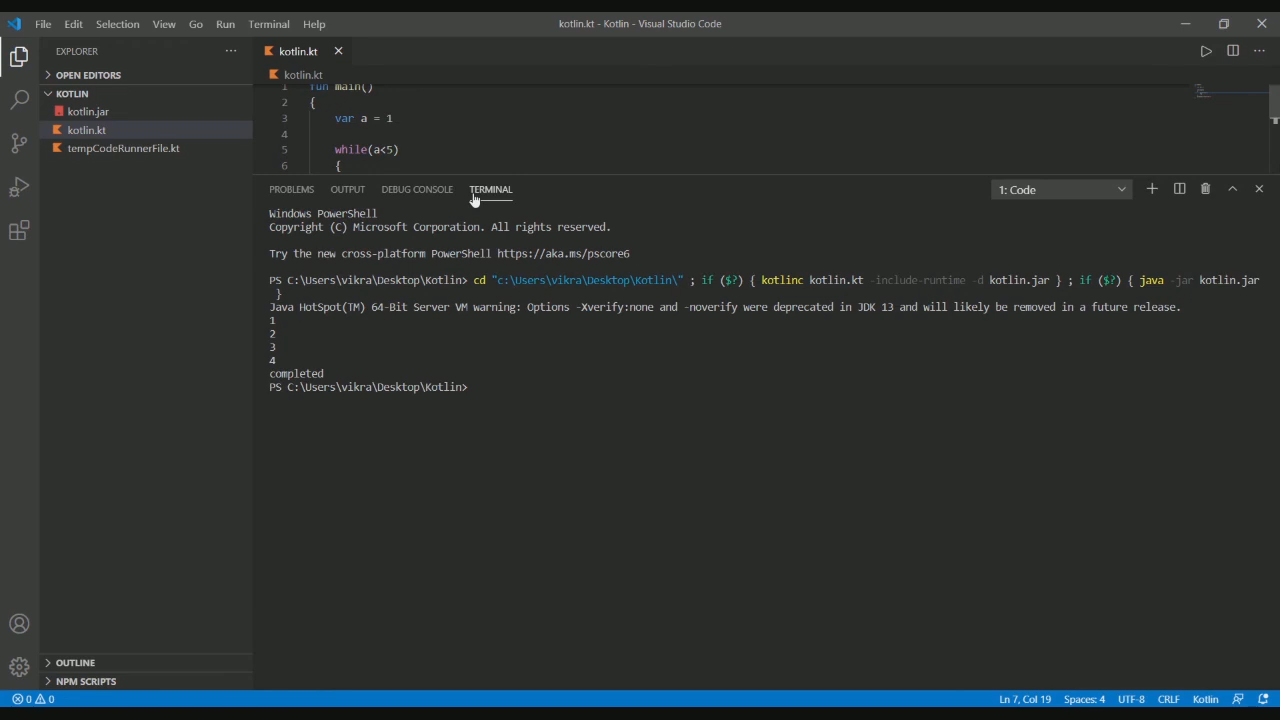 File Edit Selection View Go Run Terminal Help
kotlin.kt - Kotlin - Visual Studio Code
EXPLORER
OPEN EDITORS
KOTLIN
kotlin.jar
kotlin.kt
tempCodeRunnerFile.kt
OUTLINE
NPM SCRIPTS
kotlin.kt
kotlin.kt
1 fun main()
2 {
3 var a = 1
4
5 while(a<5)
6 {
PROBLEMS OUTPUT DEBUG CONSOLE TERMINAL
1: Code
Windows PowerShell
Copyright (C) Microsoft Corporation. All rights reserved.
Try the new cross-platform PowerShell https://aka.ms/pscore6
PS C:\Users\vikra\Desktop\Kotlin> cd "c:\Users\vikra\Desktop\Kotlin\" ; if ($?) { kotlinc kotlin.kt -include-runtime -d kotlin.jar } ; if ($?) { java -jar kotlin.jar
}
Java HotSpot(TM) 64-Bit Server VM warning: Options -Xverify:none and -noverify were deprecated in JDK 13 and will likely be removed in a future release.
1
2
3
4
completed
PS C:\Users\vikra\Desktop\Kotlin>
0 0
Ln 7, Col 19 Spaces: 4 UTF-8 CRLF Kotlin